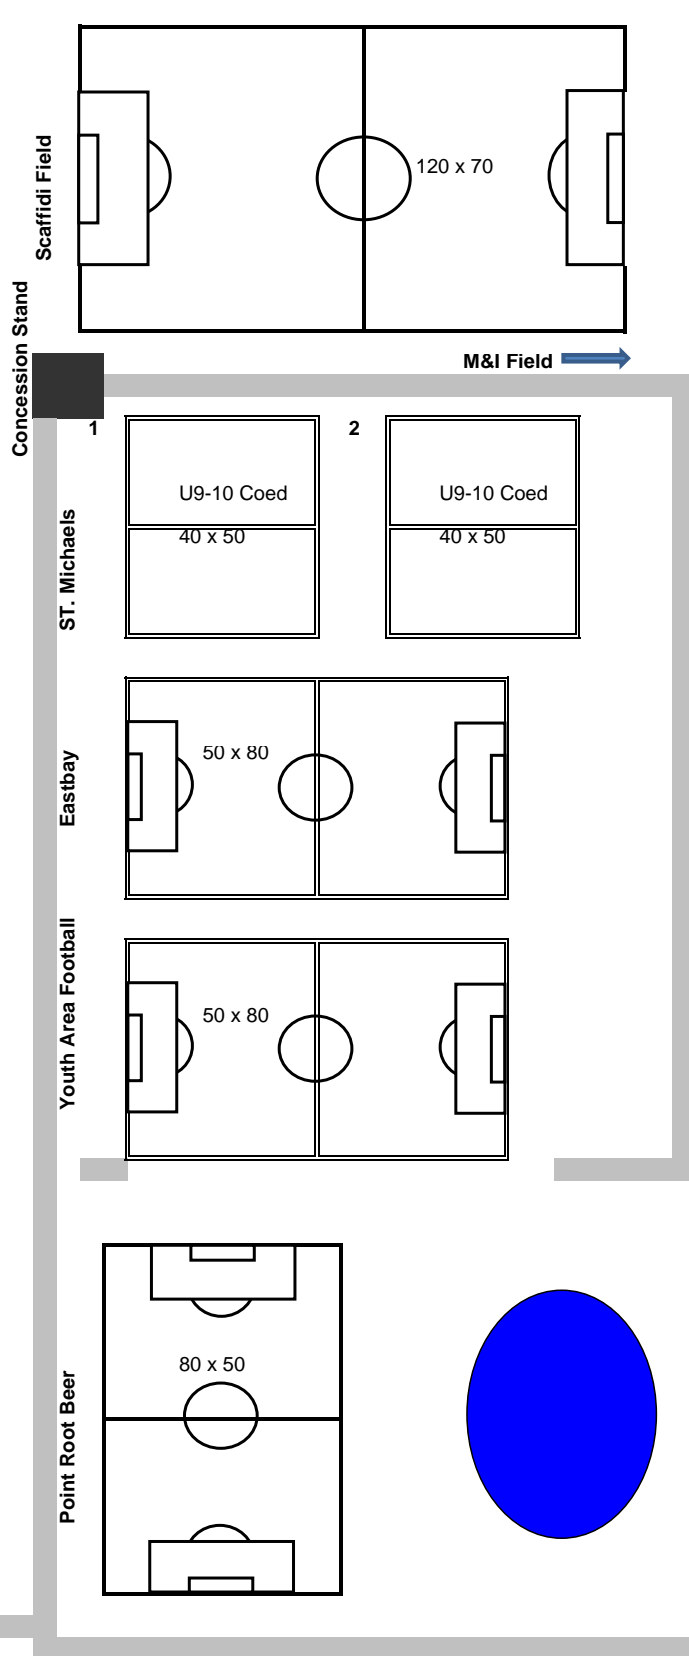 Scaffidi Field
120 x 70
Concession Stand
M&I Field
1
2
ST. Michaels
U9-10 Coed
40 x 50
U9-10 Coed
40 x 50
Eastbay
50 x 80
Youth Area Football
50 x 80
Point Root Beer
80 x 50